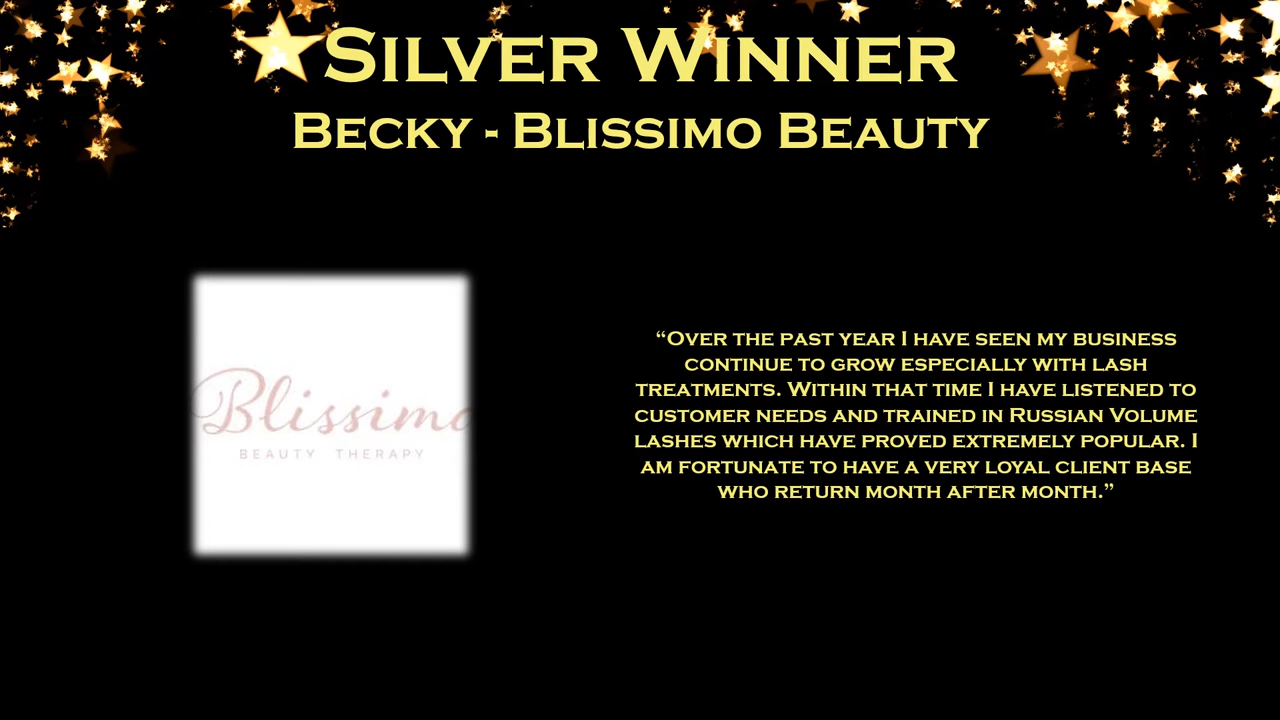 Silver Winner
Becky - Blissimo Beauty
Blissimo
BEAUTY THERAPY
“Over the past year I have seen my business
continue to grow especially with lash
treatments. Within that time I have listened to
customer needs and trained in Russian Volume
lashes which have proved extremely popular. I
am fortunate to have a very loyal client base
who return month after month.”